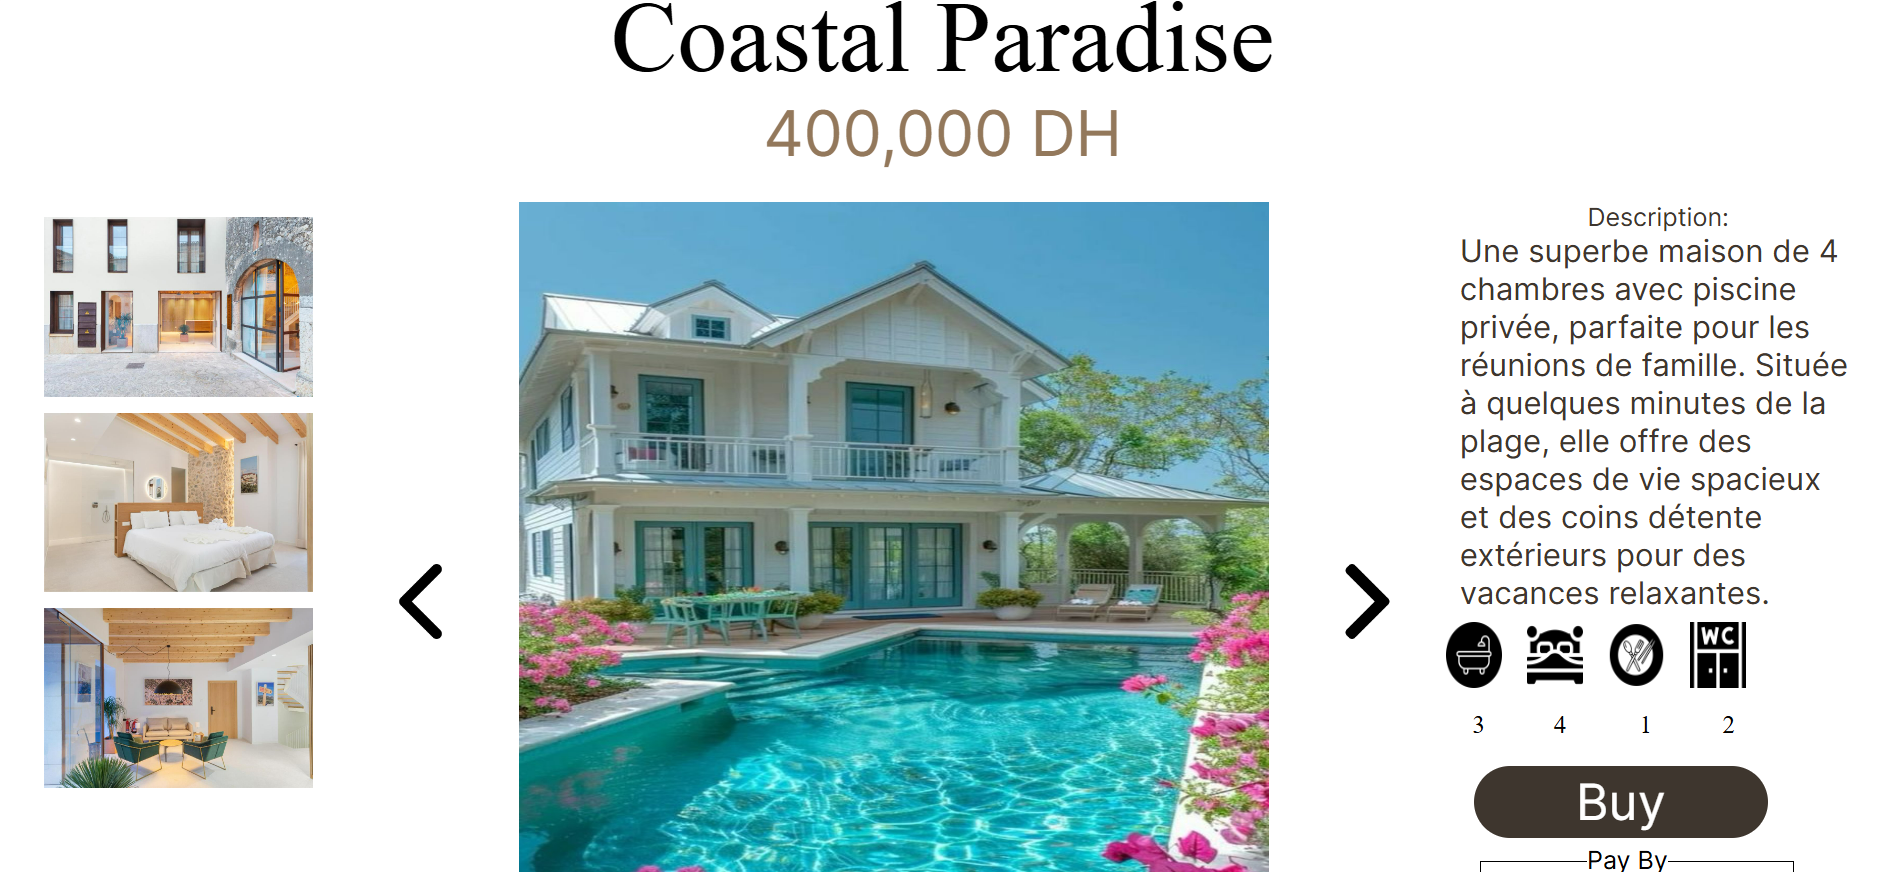 Coastal Paradise
400,000 DH
Description:
Une superbe maison de 4
chambres avec piscine
privée, parfaite pour les
réunions de famille. Située
à quelques minutes de la
plage, elle offre des
espaces de vie spacieux
et des coins détente
extérieurs pour des
vacances relaxantes.
WC
3 4 1 2
Buy
Pay By